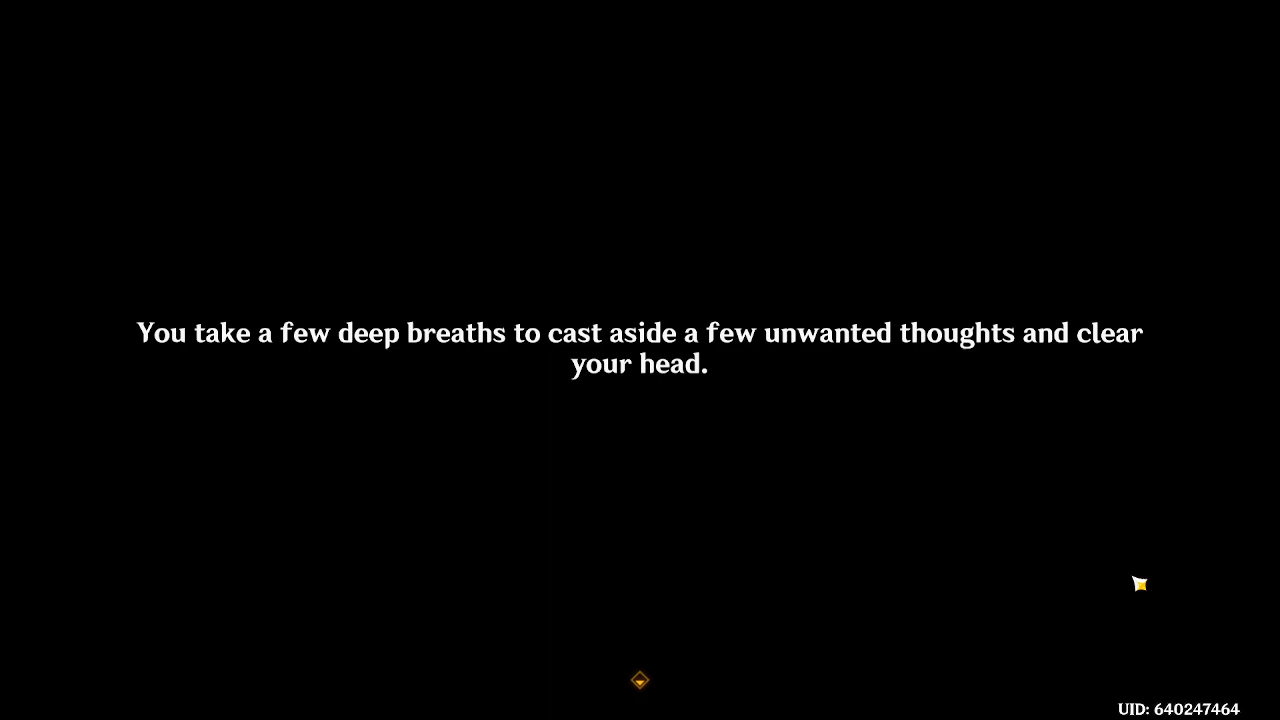 You take a few deep breaths to cast aside a few unwanted thoughts and clear
your head.
UID: 640247464